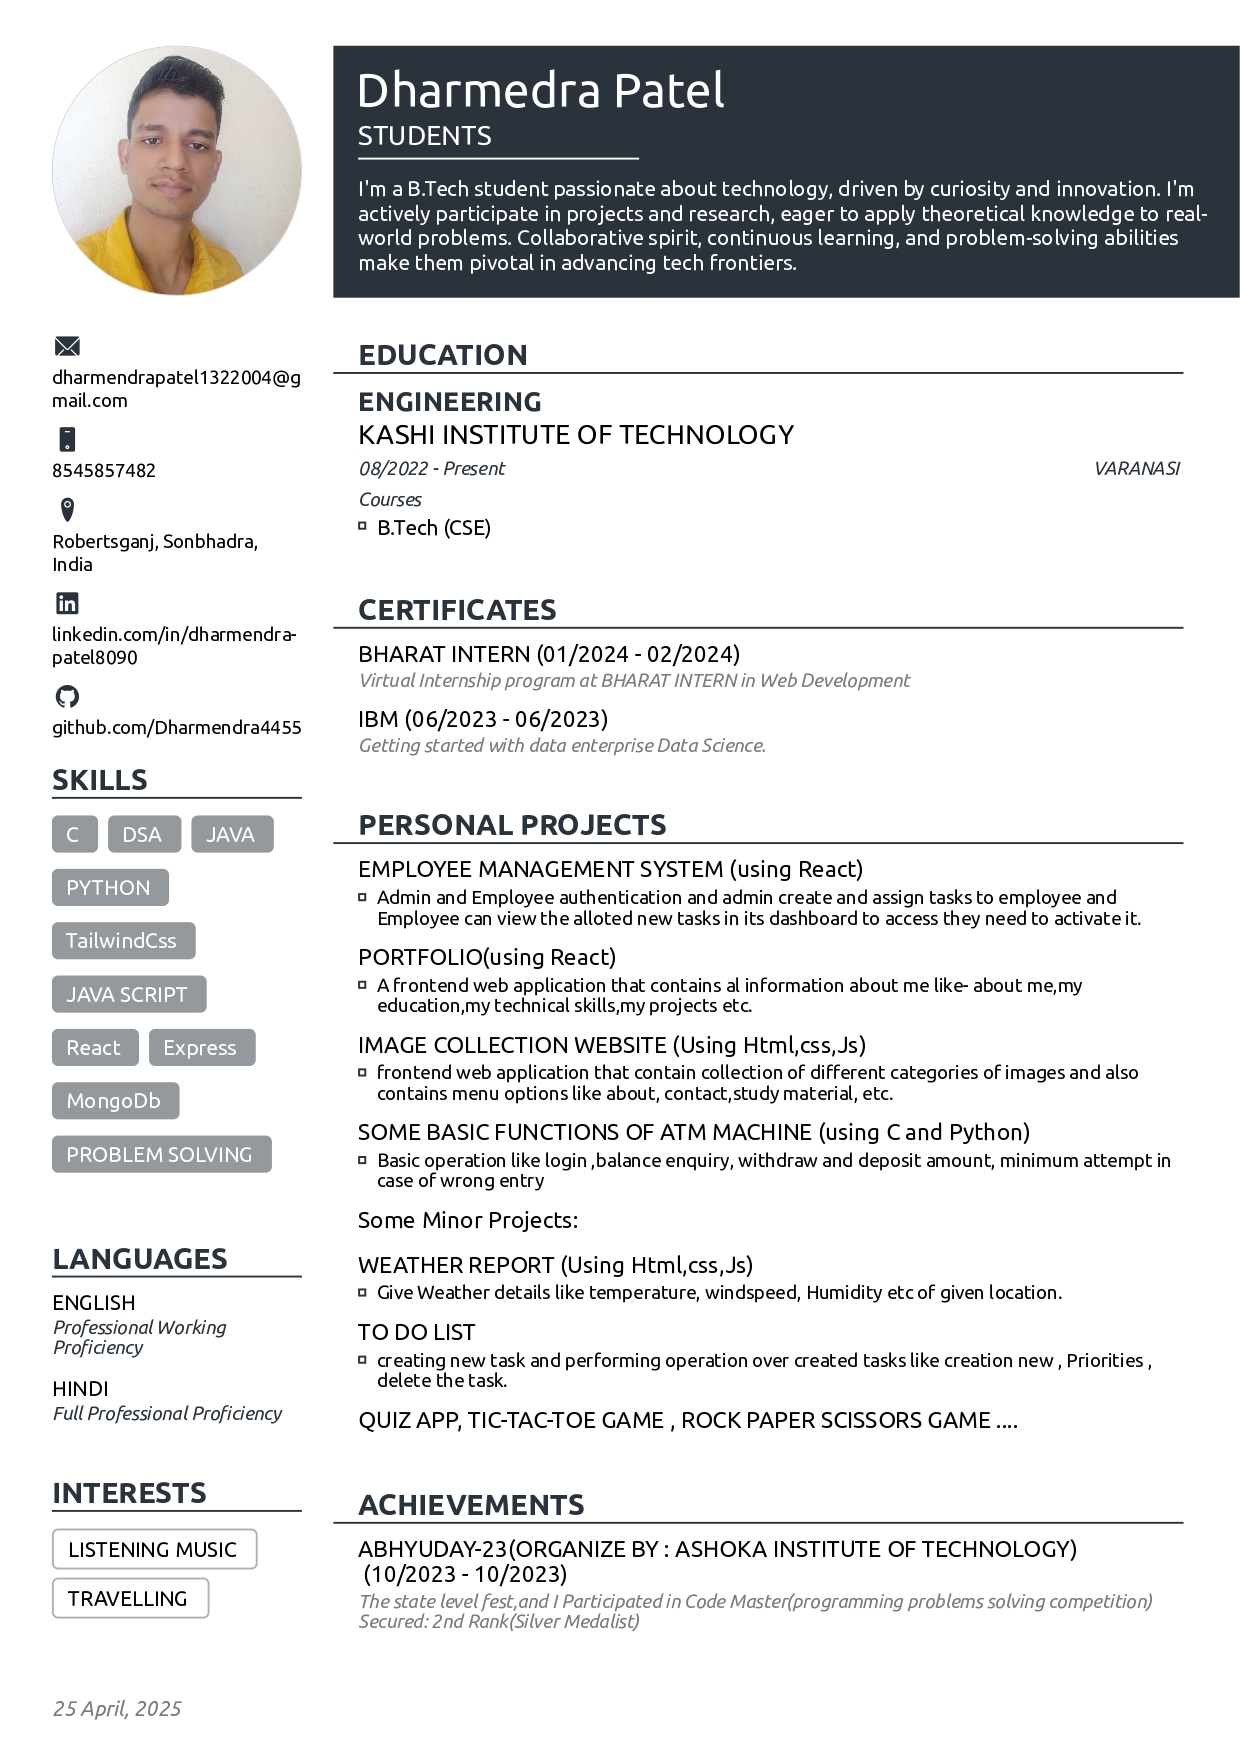 Dharmedra Patel
STUDENTS
I'm a B.Tech student passionate about technology, driven by curiosity and innovation. I'm
actively participate in projects and research, eager to apply theoretical knowledge to real-
world problems. Collaborative spirit, continuous learning, and problem-solving abilities
make them pivotal in advancing tech frontiers.
dharmendrapatel1322004@g
mail.com
8545857482
Robertsganj, Sonbhadra,
India
linkedin.com/in/dharmendra-
patel8090
github.com/Dharmendra4455
SKILLS
C DSA JAVA
PYTHON
TailwindCss
JAVA SCRIPT
React Express
MongoDb
PROBLEM SOLVING
LANGUAGES
ENGLISH
Professional Working
Proficiency
HINDI
Full Professional Proficiency
INTERESTS
LISTENING MUSIC
TRAVELLING
EDUCATION
ENGINEERING
KASHI INSTITUTE OF TECHNOLOGY
08/2022 - Present VARANASI
Courses
B.Tech (CSE)
CERTIFICATES
BHARAT INTERN (01/2024 - 02/2024)
Virtual Internship program at BHARAT INTERN in Web Development
IBM (06/2023 - 06/2023)
Getting started with data enterprise Data Science.
PERSONAL PROJECTS
EMPLOYEE MANAGEMENT SYSTEM (using React)
Admin and Employee authentication and admin create and assign tasks to employee and
Employee can view the alloted new tasks in its dashboard to access they need to activate it.
PORTFOLIO(using React)
A frontend web application that contains al information about me like- about me,my
education,my technical skills,my projects etc.
IMAGE COLLECTION WEBSITE (Using Html,css,Js)
frontend web application that contain collection of different categories of images and also
contains menu options like about, contact,study material, etc.
SOME BASIC FUNCTIONS OF ATM MACHINE (using C and Python)
Basic operation like login ,balance enquiry, withdraw and deposit amount, minimum attempt in
case of wrong entry
Some Minor Projects:
WEATHER REPORT (Using Html,css,Js)
Give Weather details like temperature, windspeed, Humidity etc of given location.
TO DO LIST
creating new task and performing operation over created tasks like creation new , Priorities ,
delete the task.
QUIZ APP, TIC-TAC-TOE GAME , ROCK PAPER SCISSORS GAME ....
ACHIEVEMENTS
ABHYUDAY-23(ORGANIZE BY : ASHOKA INSTITUTE OF TECHNOLOGY)
(10/2023 - 10/2023)
The state level fest,and I Participated in Code Master(programming problems solving competition)
Secured: 2nd Rank(Silver Medalist)
25 April, 2025